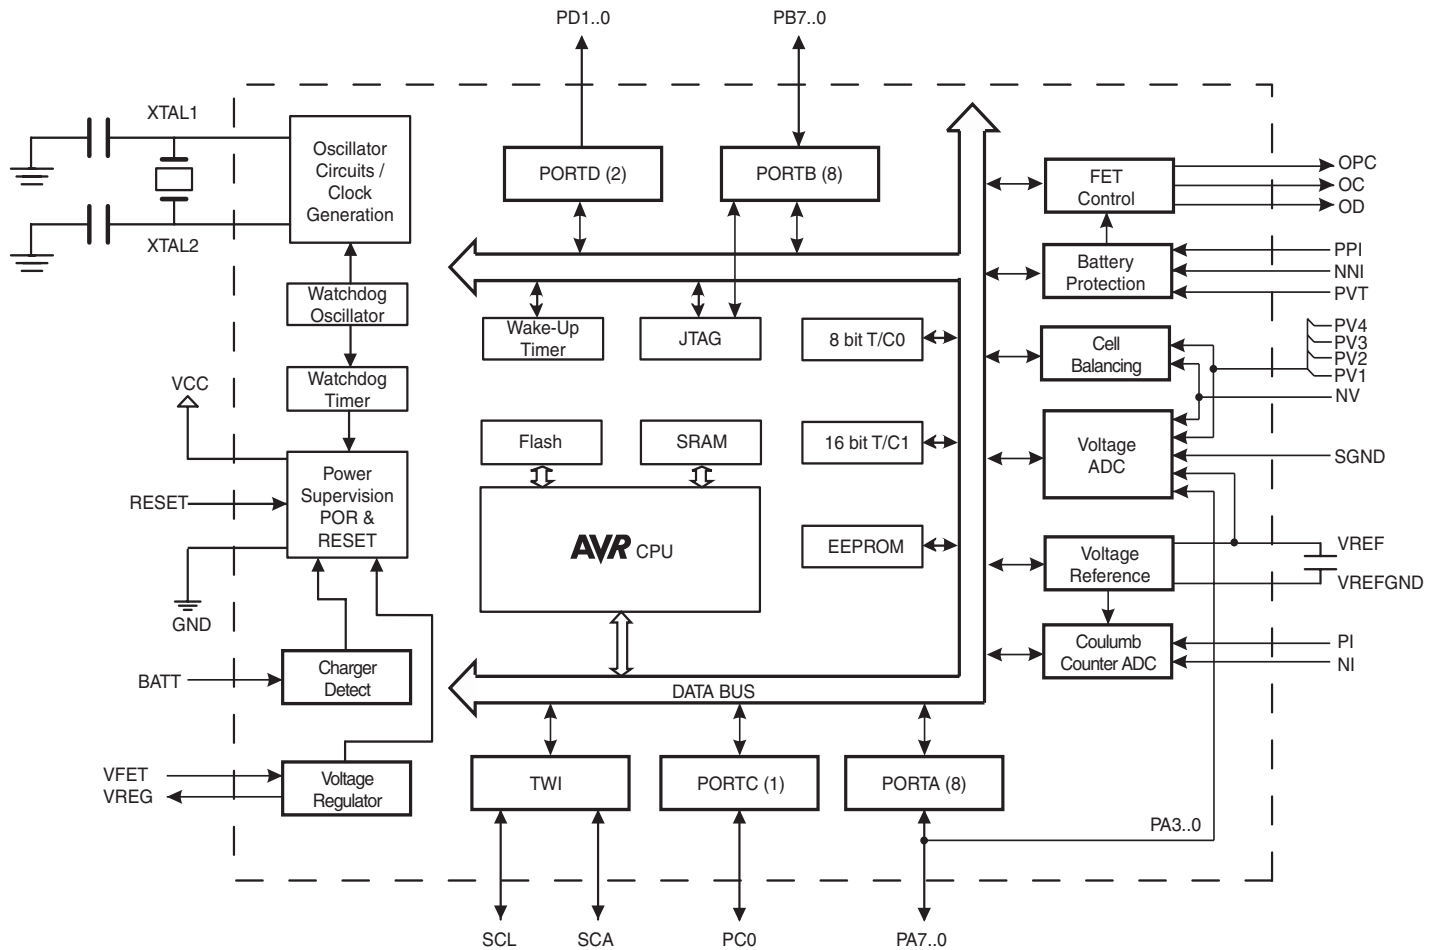 PD1..0
PB7..0
XTAL1
XTAL2
Oscillator
Circuits /
Clock
Generation
Watchdog
Oscillator
Watchdog
Timer
VCC
RESET
GND
Power
Supervision
POR &
RESET
BATT
Charger
Detect
VFET
VREG
Voltage
Regulator
PORTD (2)
PORTB (8)
Wake-Up
Timer
JTAG
8 bit T/C0
Flash
SRAM
16 bit T/C1
AVR CPU
EEPROM
DATA BUS
TWI
PORTC (1)
PORTA (8)
SCL
SCA
PC0
PA7..0
PA3..0
FET
Control
OPC
OC
OD
Battery
Protection
PPI
NNI
PVT
Cell
Balancing
PV4
PV3
PV2
PV1
NV
Voltage
ADC
SGND
Voltage
Reference
VREF
VREFGND
Coulumb
Counter ADC
PI
NI